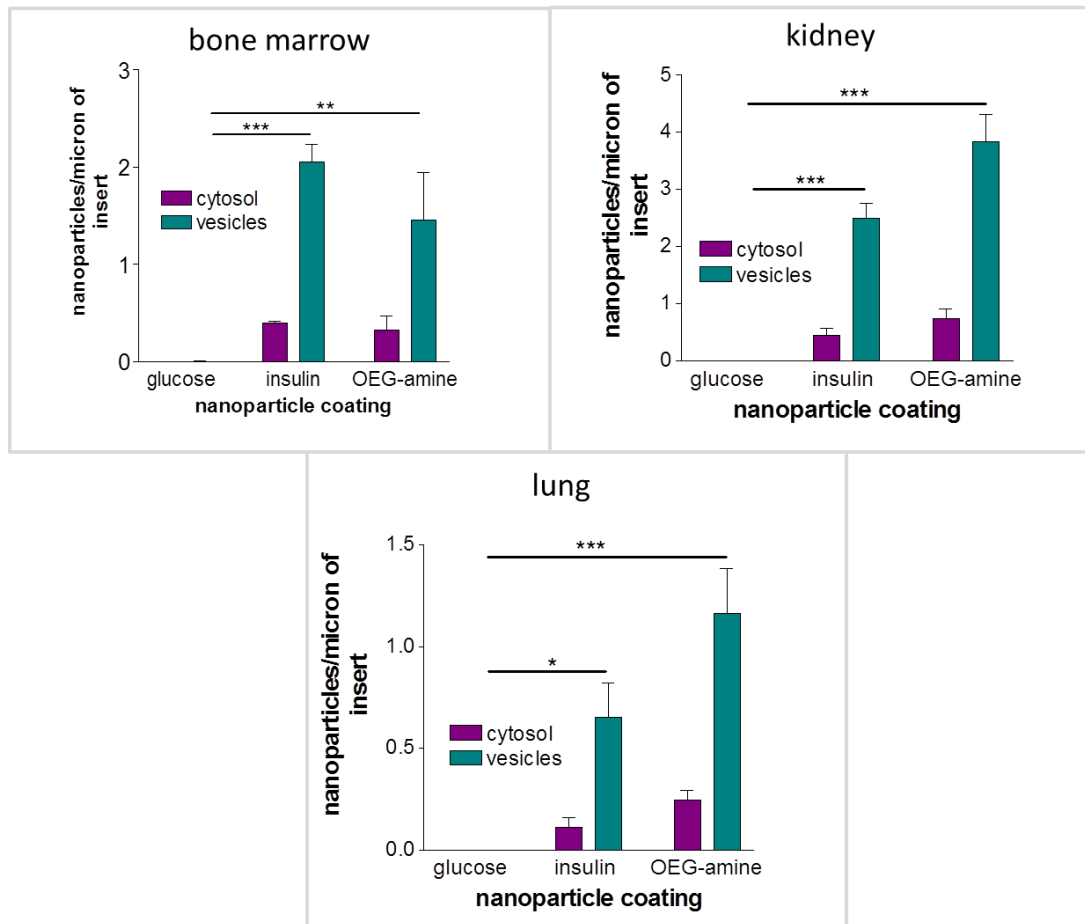 bone marrow
nanoparticles/micron of
insert
3
2
1
0
**
***
cytosol
vesicles
glucose
insulin
OEG-amine
nanoparticle coating
kidney
nanoparticles/micron of
insert
5
4
3
2
1
0
***
***
cytosol
vesicles
glucose
insulin
OEG-amine
nanoparticle coating
lung
nanoparticles/micron of
insert
1.5
1.0
0.5
0.0
***
*
cytosol
vesicles
glucose
insulin
OEG-amine
nanoparticle coating